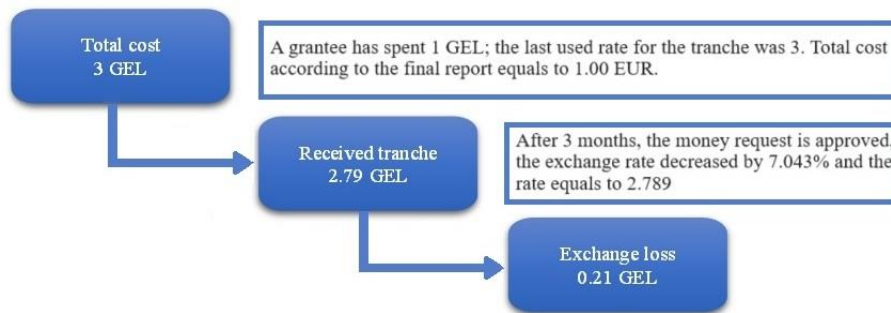 Total cost
3 GEL
A grantee has spent 1 GEL; the last used rate for the tranche was 3. Total cost
according to the final report equals to 1.00 EUR.
Received tranche
2.79 GEL
After 3 months, the money request is approved,
the exchange rate decreased by 7.043% and the
rate equals to 2.789
Exchange loss
0.21 GEL